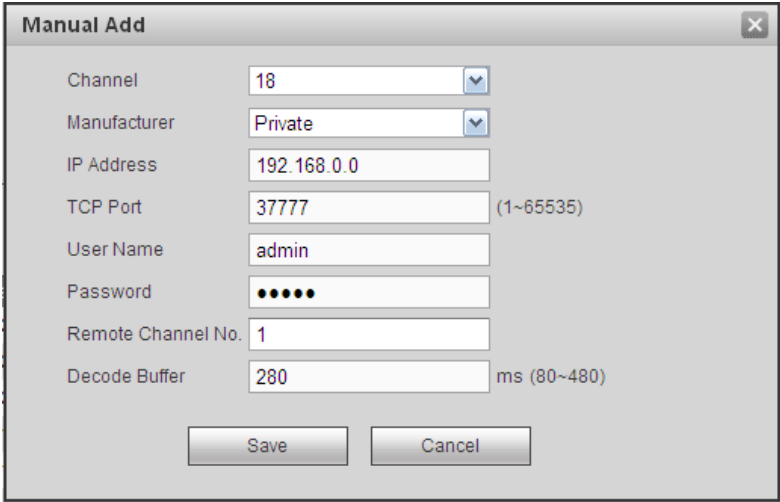 Manual Add
Channel 18
Manufacturer Private
IP Address 192.168.0.0
TCP Port 37777 (1~65535)
User Name admin
Password ●●●●●
Remote Channel No. 1
Decode Buffer 280 ms (80~480)
Save Cancel